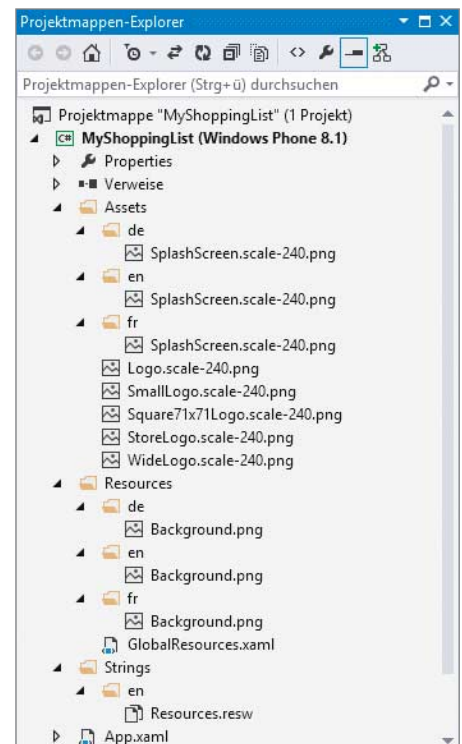 Projektmappen-Explorer
Projektmappen-Explorer (Strg+ü) durchsuchen
Projektmappe "MyShoppingList" (1 Projekt)
C# MyShoppingList (Windows Phone 8.1)
Properties
Verweise
Assets
de
SplashScreen.scale-240.png
en
SplashScreen.scale-240.png
fr
SplashScreen.scale-240.png
Logo.scale-240.png
SmallLogo.scale-240.png
Square71x71Logo.scale-240.png
StoreLogo.scale-240.png
WideLogo.scale-240.png
Resources
de
Background.png
en
Background.png
fr
Background.png
GlobalResources.xaml
Strings
en
Resources.resw
App.xaml